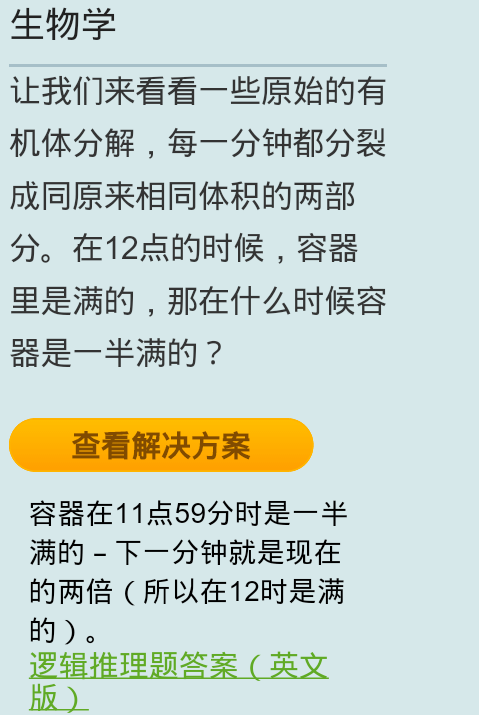 生物学
让我们来看看一些原始的有
机体分解，每一分钟都分裂
成同原来相同体积的两部
分。在12点的时候，容器
里是满的，那在什么时候容
器是一半满的？
查看解决方案
容器在11点59分时是一半
满的 – 下一分钟就是现在
的两倍（所以在12时是满
的）。
逻辑推理题答案（英文
版）